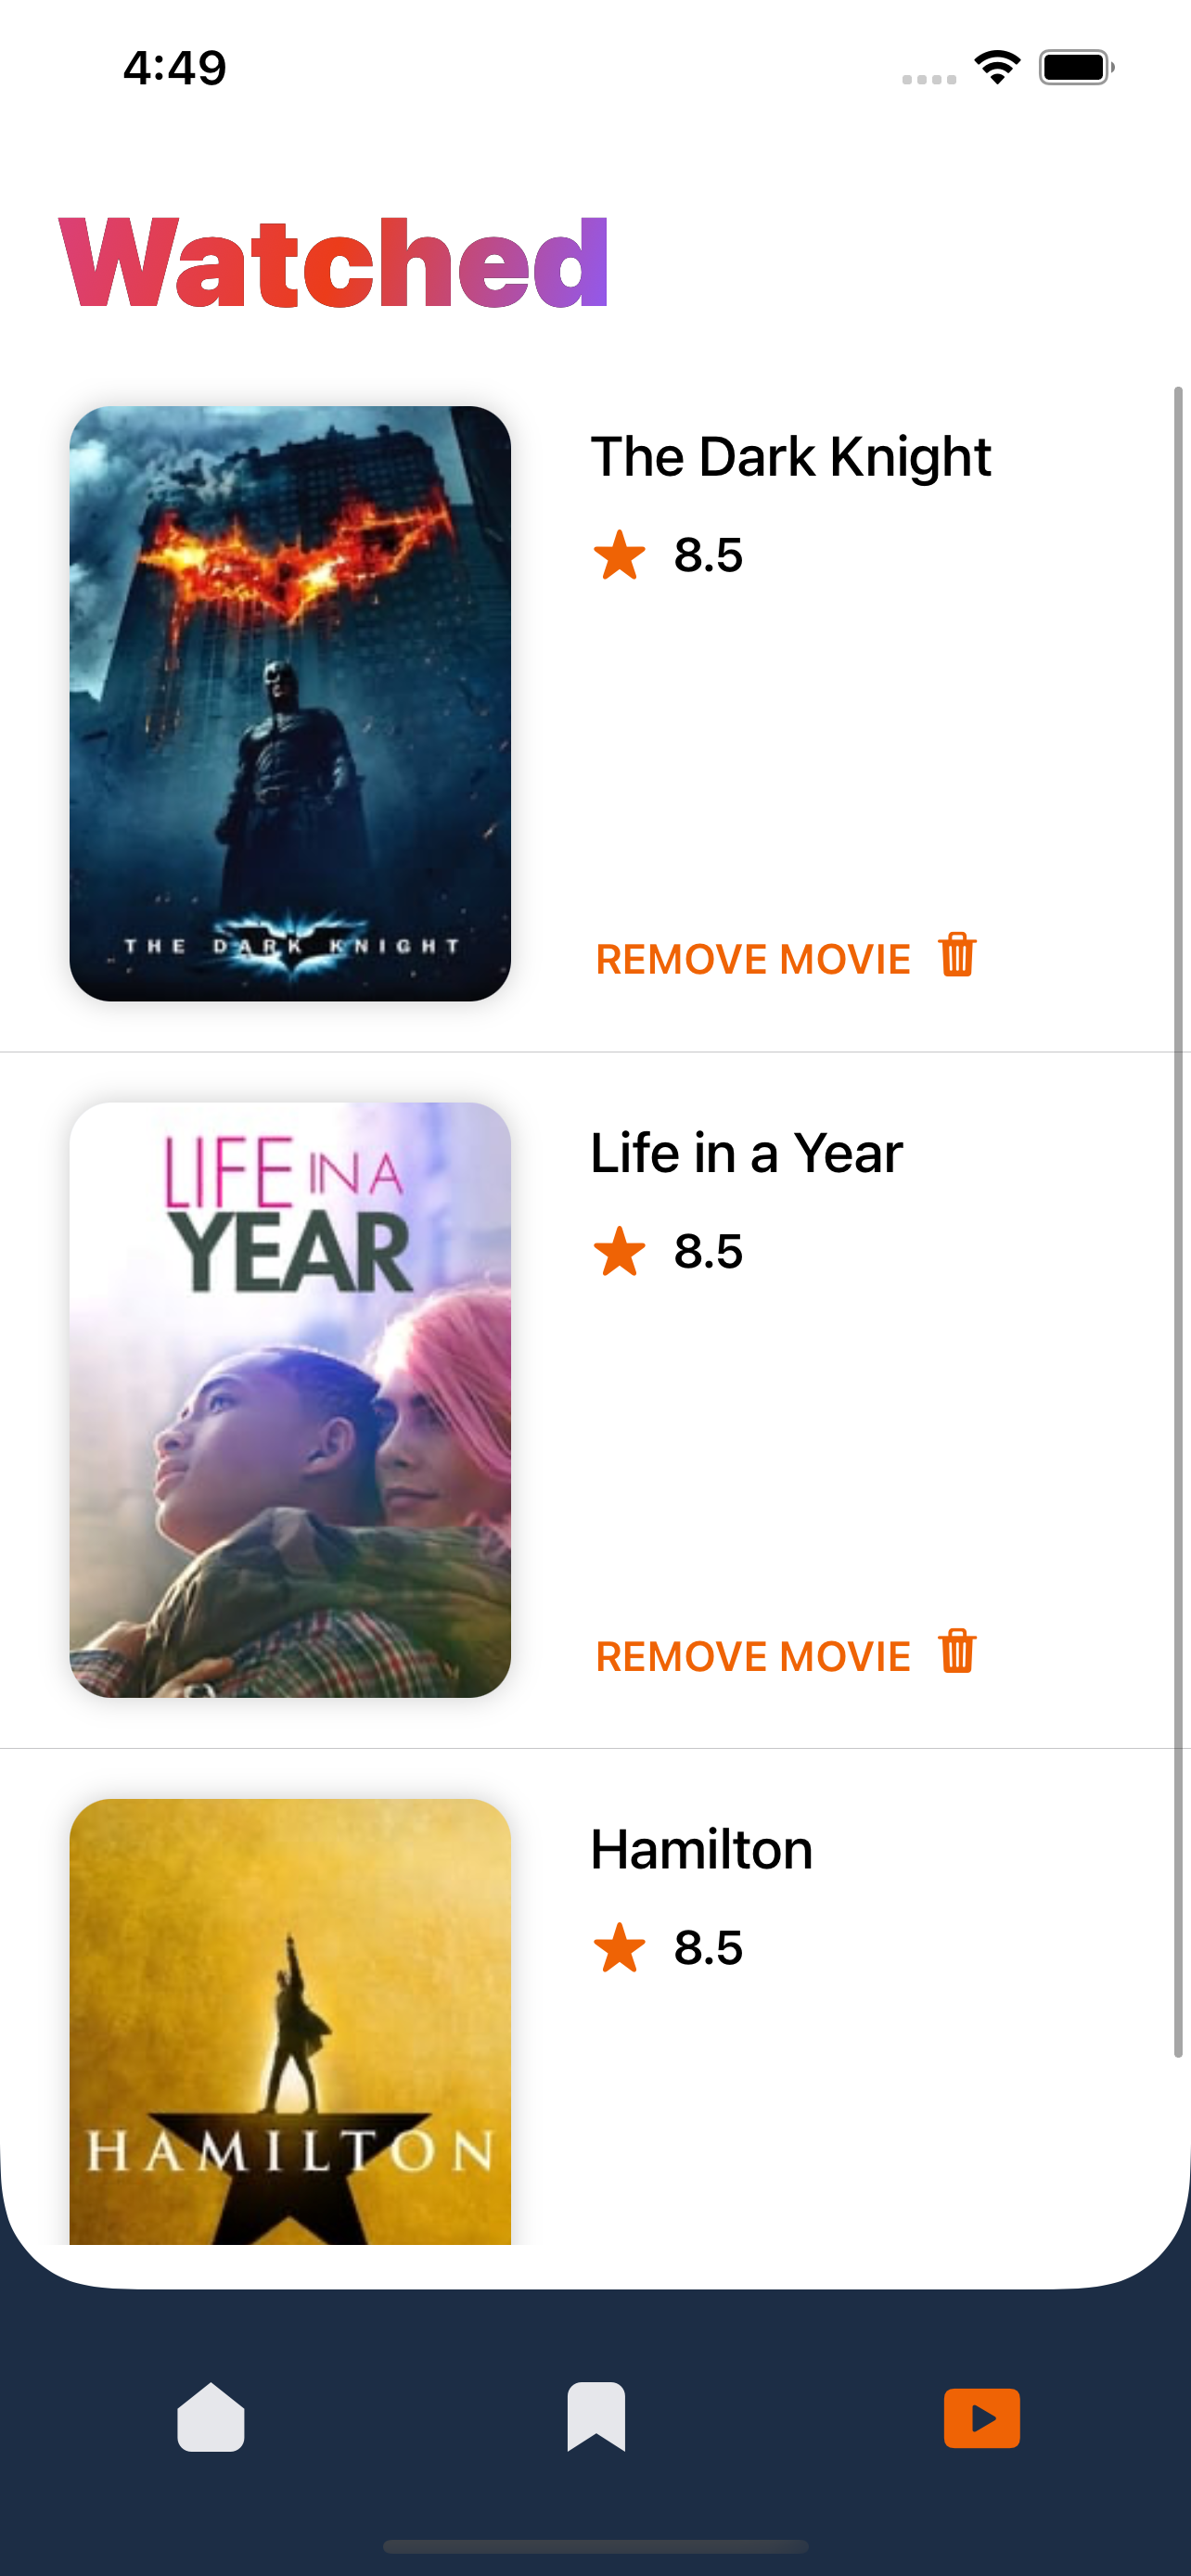 4:49
Watched
The Dark Knight
8.5
THE DARK KNIGHT
REMOVE MOVIE
LIFE IN A
YEAR
Life in a Year
8.5
REMOVE MOVIE
Hamilton
8.5
HAMILTON